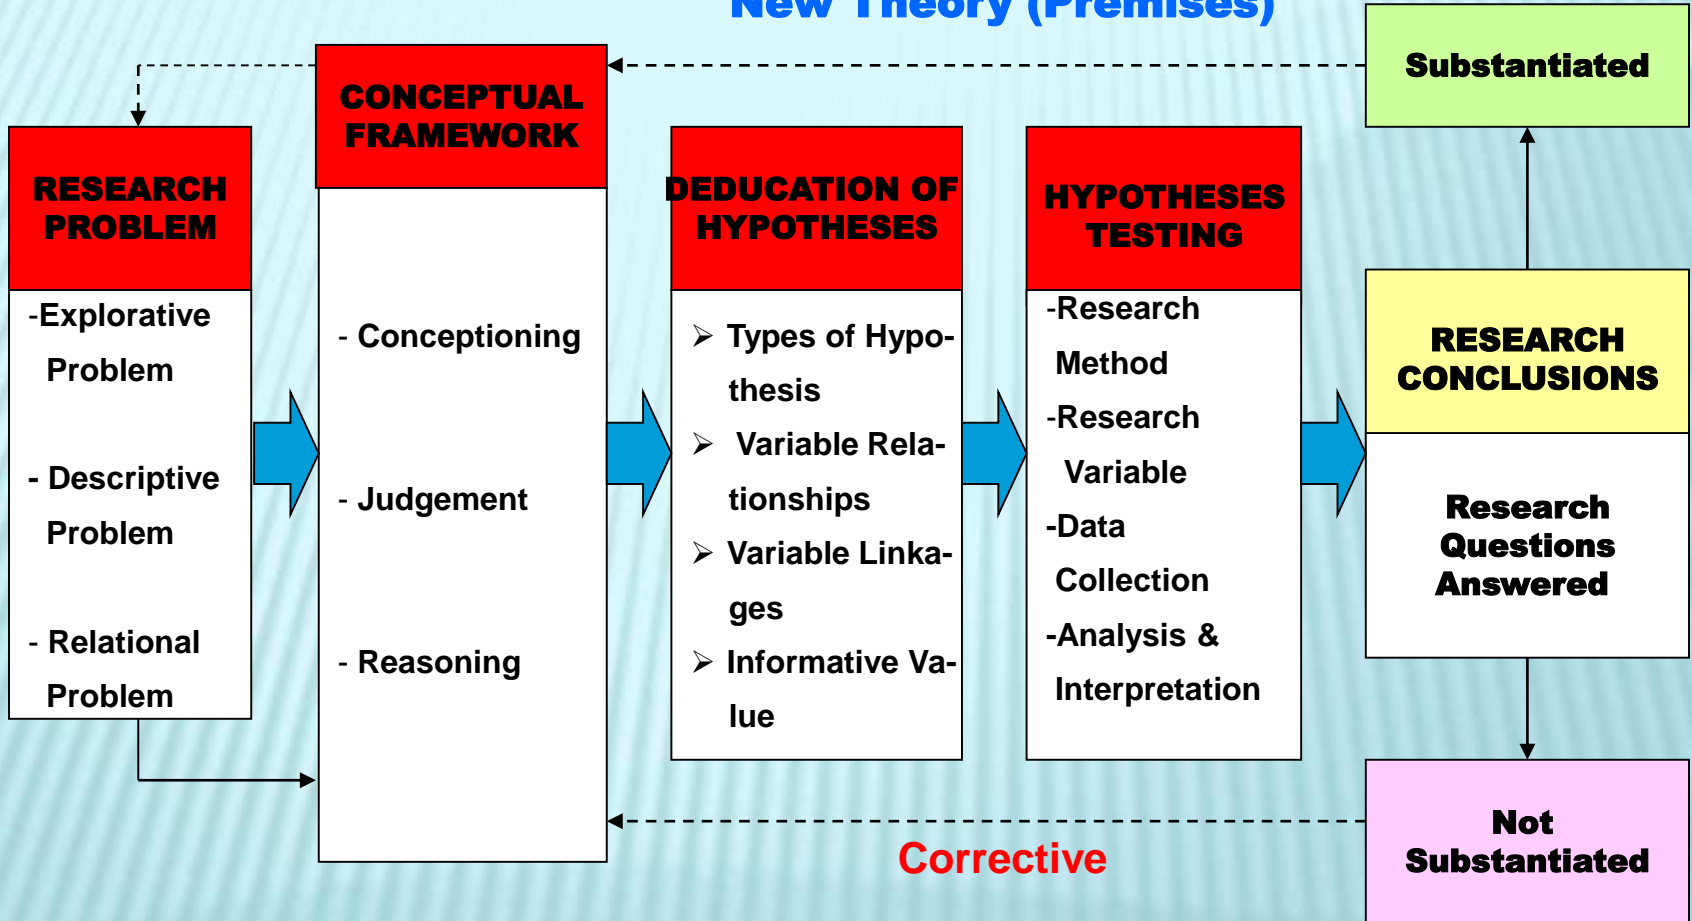 New Theory (Premises)
Substantiated
CONCEPTUAL
FRAMEWORK
RESEARCH
PROBLEM
-Explorative
Problem
- Descriptive
Problem
- Relational
Problem
- Conceptioning
- Judgement
- Reasoning
DEDUCATION OF
HYPOTHESES
➢ Types of Hypo-
thesis
➢ Variable Rela-
tionships
➢ Variable Linka-
ges
➢ Informative Va-
lue
HYPOTHESES
TESTING
-Research
Method
-Research
Variable
-Data
Collection
-Analysis &
Interpretation
RESEARCH
CONCLUSIONS
Research
Questions
Answered
Not
Substantiated
Corrective